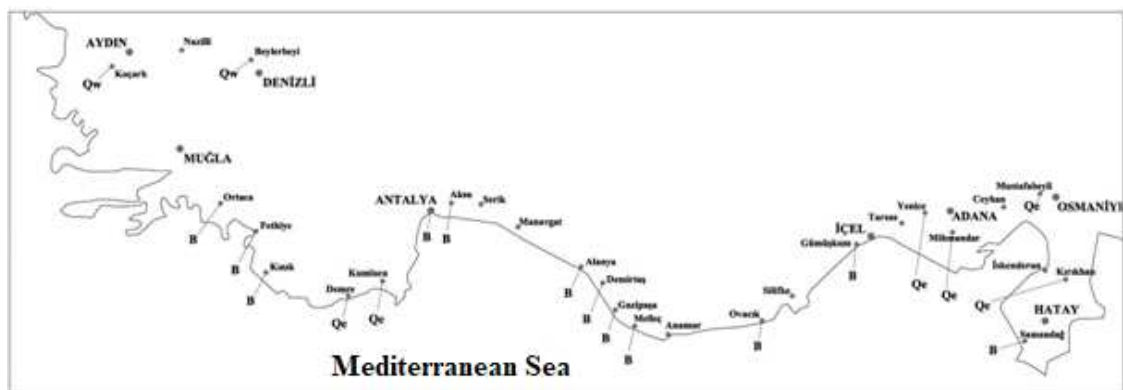 AYDIN
Nazilli
Beylerbeyi
Qw
Koçarlı
Qw
DENİZLİ
MUĞLA
Ortaca
B
Fethiye
B
Kınık
B
Demre
Qe
Kumluca
Qe
ANTALYA
B
Aksu
B
Serik
Manavgat
Alanya
B
Demirtaş
B
Gazipaşa
B
Melleç
B
Anamur
Ovacık
B
Silifke
Gümüşkum
B
İÇEL
Tarsus
Yenice
Qe
ADANA
Mihmandar
Qe
Ceyhan
Mustafabeyli
Qe
OSMANİYE
İskenderun
Kırıkhan
Qe
HATAY
Samandağ
B
Mediterranean Sea